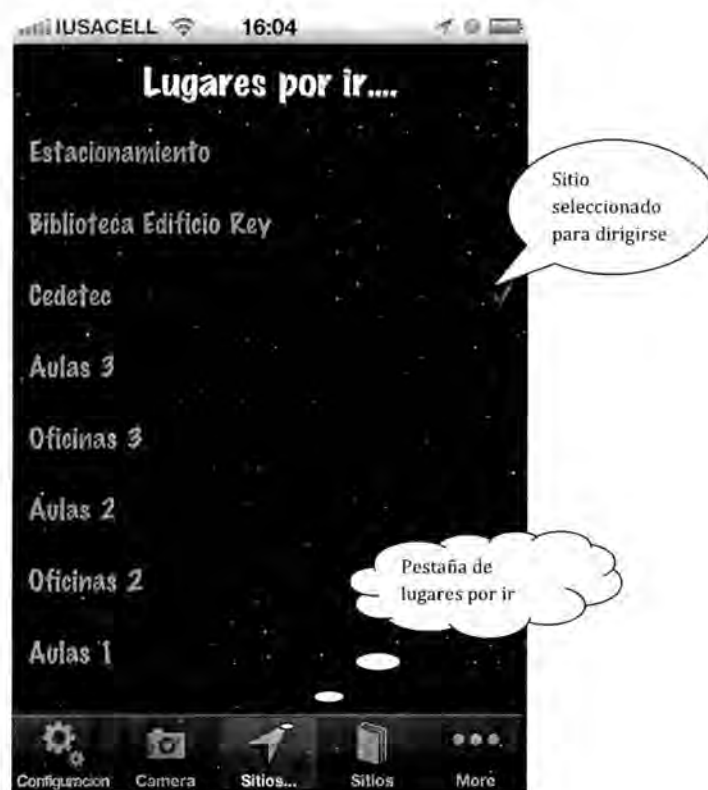 IUSACELL 16:04
Lugares por ir....
Estacionamiento
Biblioteca Edificio Rey
Cedetec
Aulas 3
Oficinas 3
Aulas 2
Oficinas 2
Aulas 1
Sitio
seleccionado
para dirigirse
Pestaña de
lugares por ir
Configuracion Camera Sitios... Sitios More